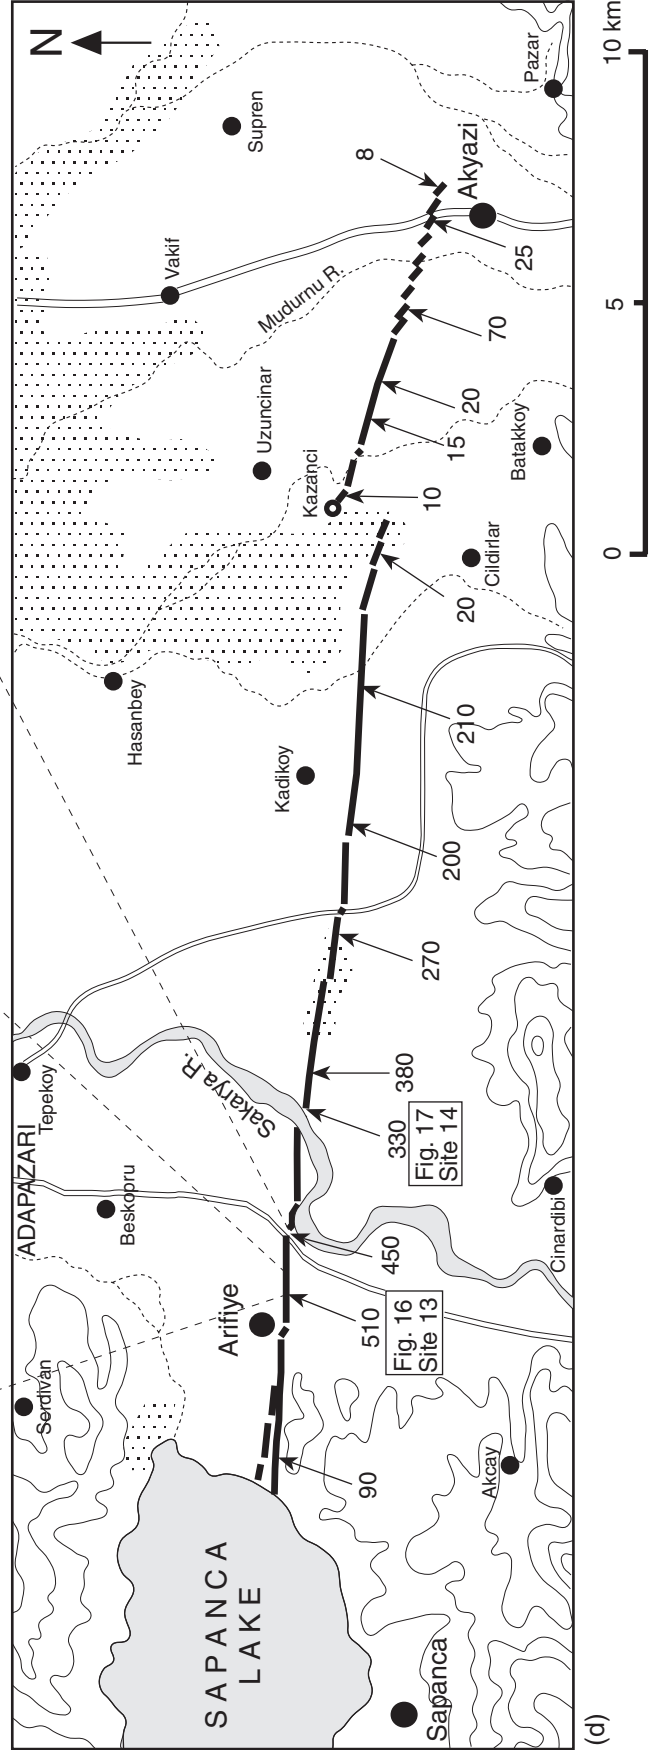 N
Serdivan
ADAPAZARI
Tepekoy
Beskopru
Hasanbey
Vakif
Supren
Pazar
Sakarya R.
Mudurnu R.
Arifiye
Kadikoy
Kazanci
Uzuncinar
Akyazi
SAPANCA
LAKE
Sapanca
Akcay
Cinardibi
Cildirlar
Batakkoy
90
510
Fig. 16
Site 13
450
330
Fig. 17
Site 14
380
270
200
210
20
10
15
20
70
25
8
(d)
0
5
10 km